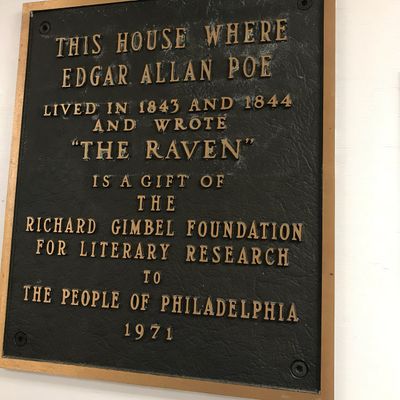 THIS HOUSE WHERE
EDGAR ALLAN POE
LIVED IN 1843 AND 1844
AND WROTE
"THE RAVEN"
IS A GIFT OF
THE
RICHARD GIMBEL FOUNDATION
FOR LITERARY RESEARCH
TO
THE PEOPLE OF PHILADELPHIA
1971